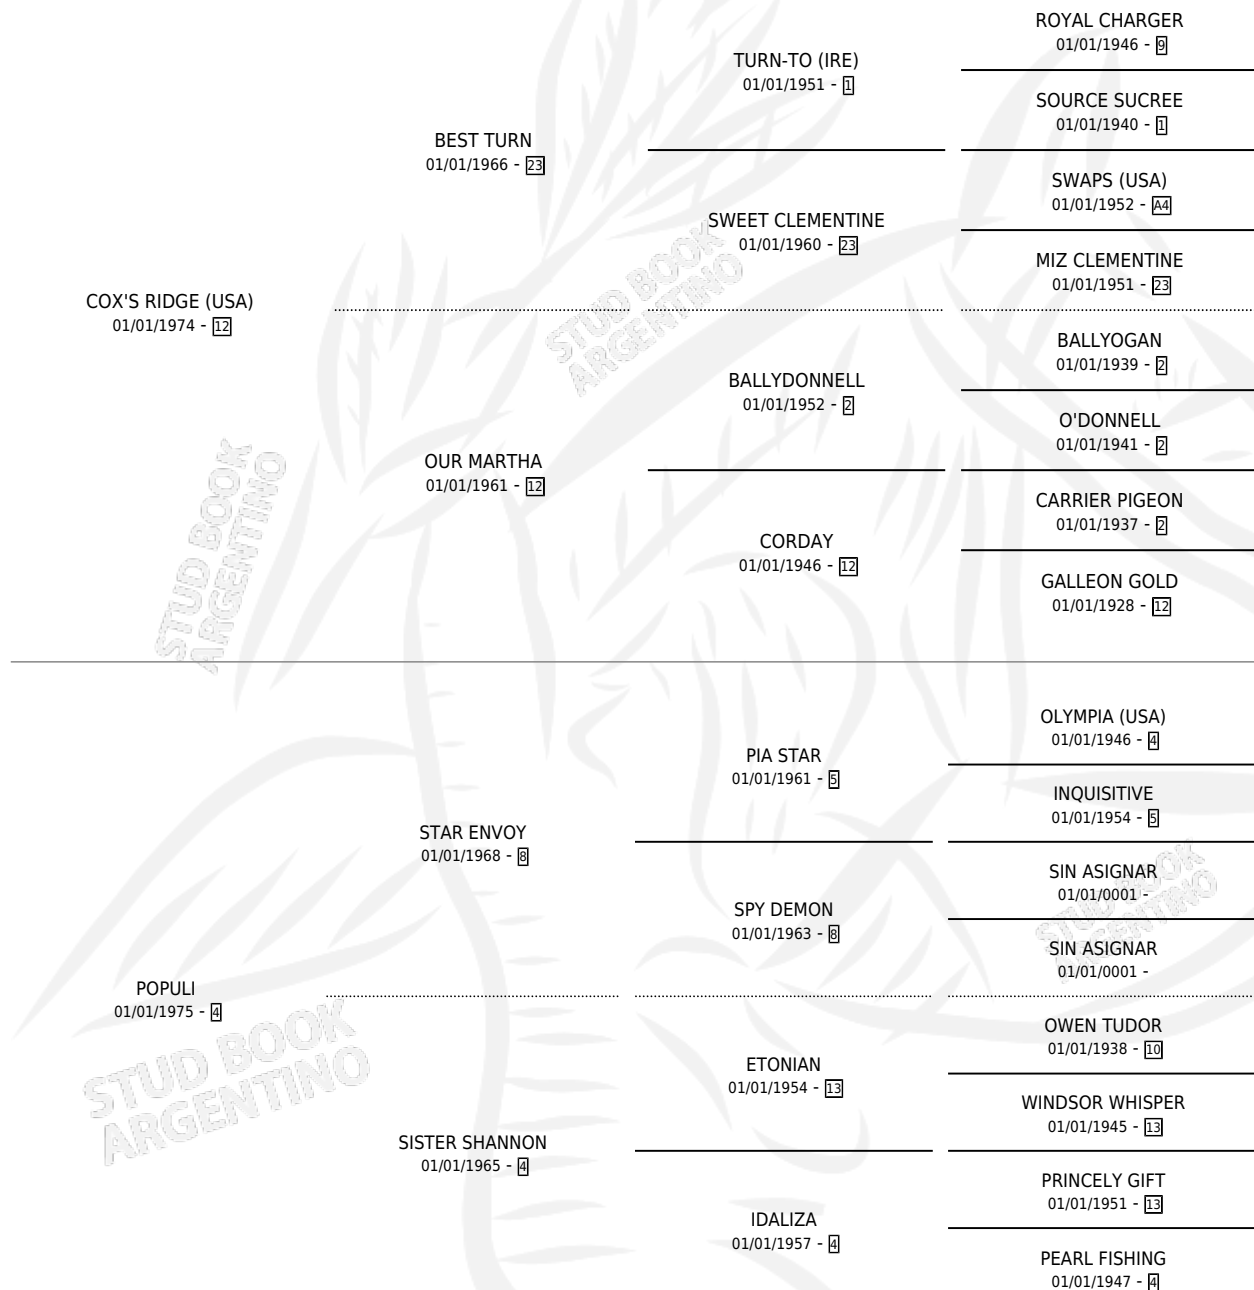 ROYAL CHARGER
01/01/1946 - 9
TURN-TO (IRE)
01/01/1951 - 1
SOURCE SUCREE
01/01/1940 - 1
BEST TURN
01/01/1966 - 23
SWAPS (USA)
01/01/1952 - A4
SWEET CLEMENTINE
01/01/1960 - 23
MIZ CLEMENTINE
01/01/1951 - 23
STUD BOOK
ARGENTINO
COX'S RIDGE (USA)
01/01/1974 - 12
BALLYOGAN
01/01/1939 - 2
BALLYDONNELL
01/01/1952 - 2
O'DONNELL
01/01/1941 - 2
OUR MARTHA
01/01/1961 - 12
CARRIER PIGEON
01/01/1937 - 2
CORDAY
01/01/1946 - 12
GALLEON GOLD
01/01/1928 - 12
STUD BOOK
ARGENTINO
OLYMPIA (USA)
01/01/1946 - 4
PIA STAR
01/01/1961 - 5
INQUISITIVE
01/01/1954 - 5
STAR ENVOY
01/01/1968 - 8
SIN ASIGNAR
01/01/0001 -
SPY DEMON
01/01/1963 - 8
SIN ASIGNAR
01/01/0001 -
STUD BOOK
ARGENTINO
POPULI
01/01/1975 - 4
OWEN TUDOR
01/01/1938 - 10
ETONIAN
01/01/1954 - 13
WINDSOR WHISPER
01/01/1945 - 13
STUD BOOK
ARGENTINO
SISTER SHANNON
01/01/1965 - 4
PRINCELY GIFT
01/01/1951 - 13
IDALIZA
01/01/1957 - 4
PEARL FISHING
01/01/1947 - 4